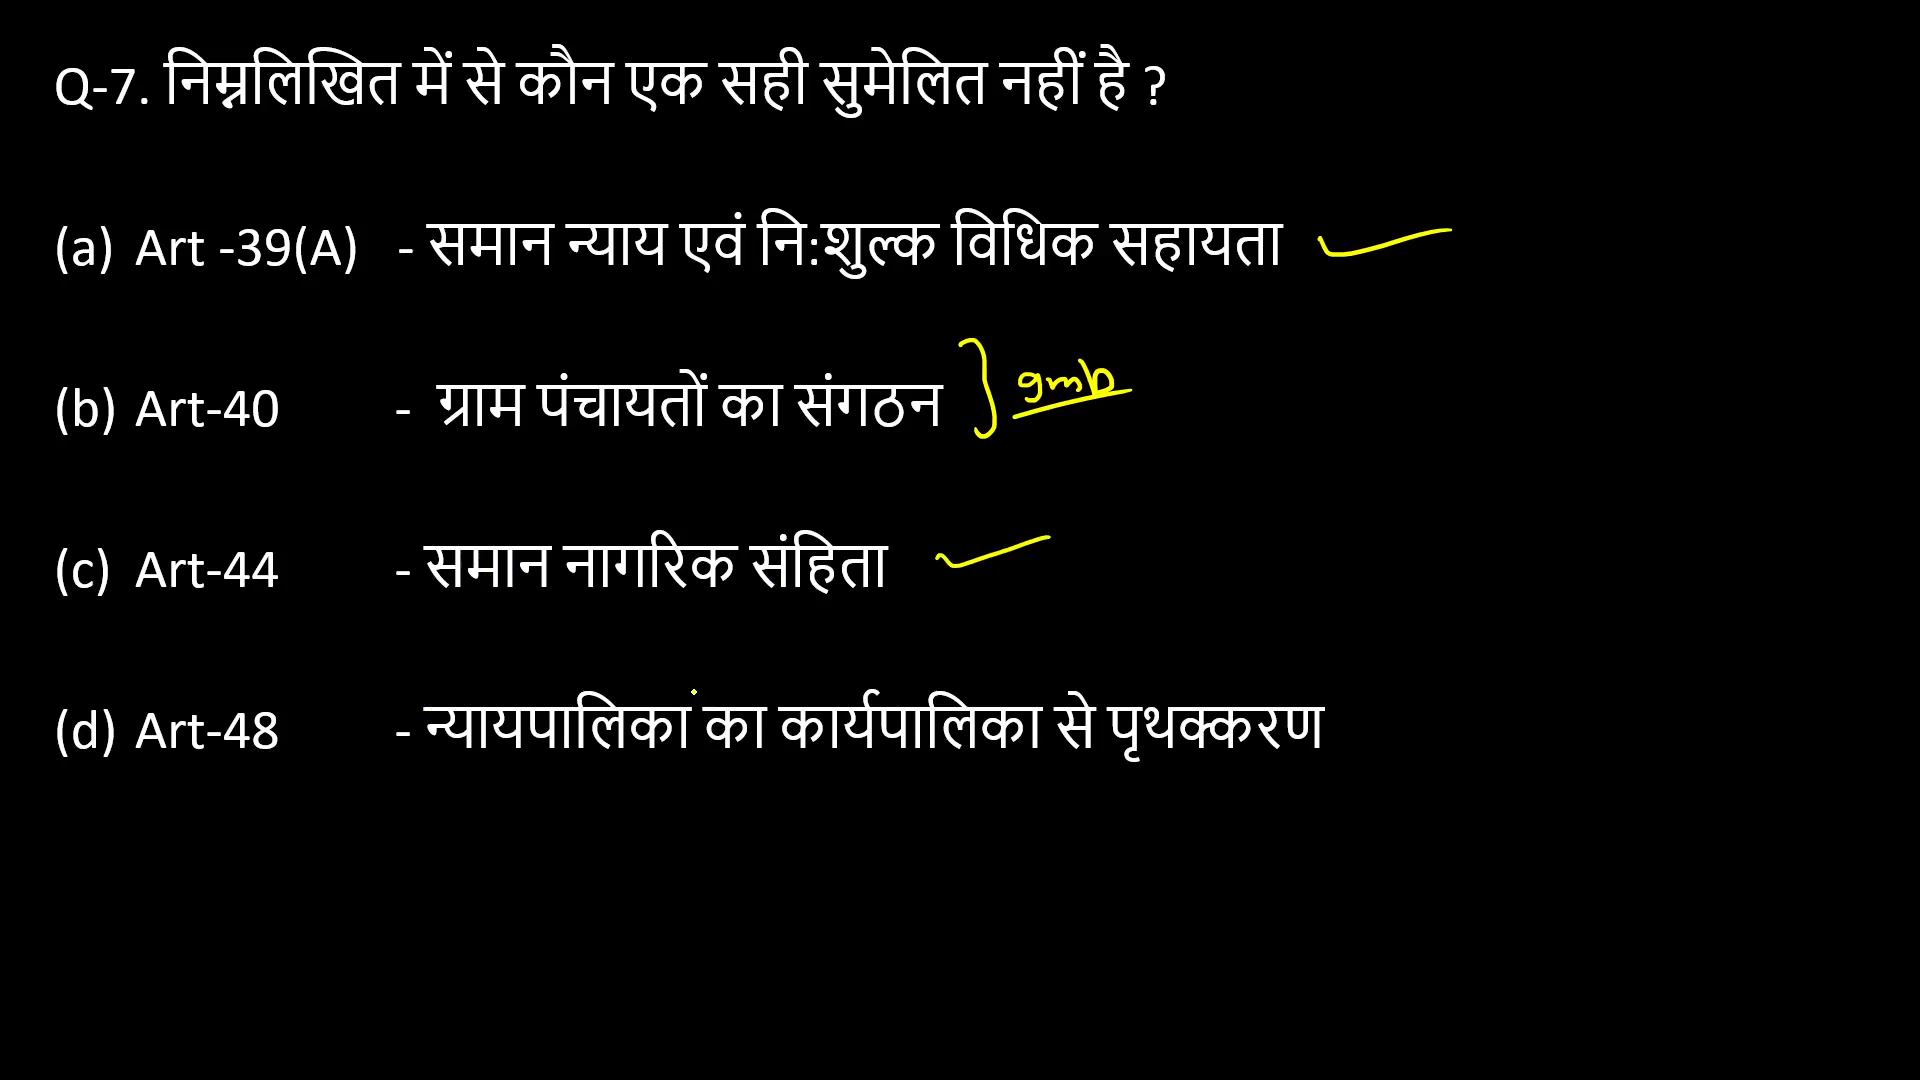 Q-7. निम्नलिखित में से कौन एक सही सुमेलित नहीं है ?
(a) Art -39(A) - समान न्याय एवं नि:शुल्क विधिक सहायता
(b) Art-40 - ग्राम पंचायतों का संगठन } gmb
(c) Art-44 - समान नागरिक संहिता
(d) Art-48 - न्यायपालिका का कार्यपालिका से पृथक्करण